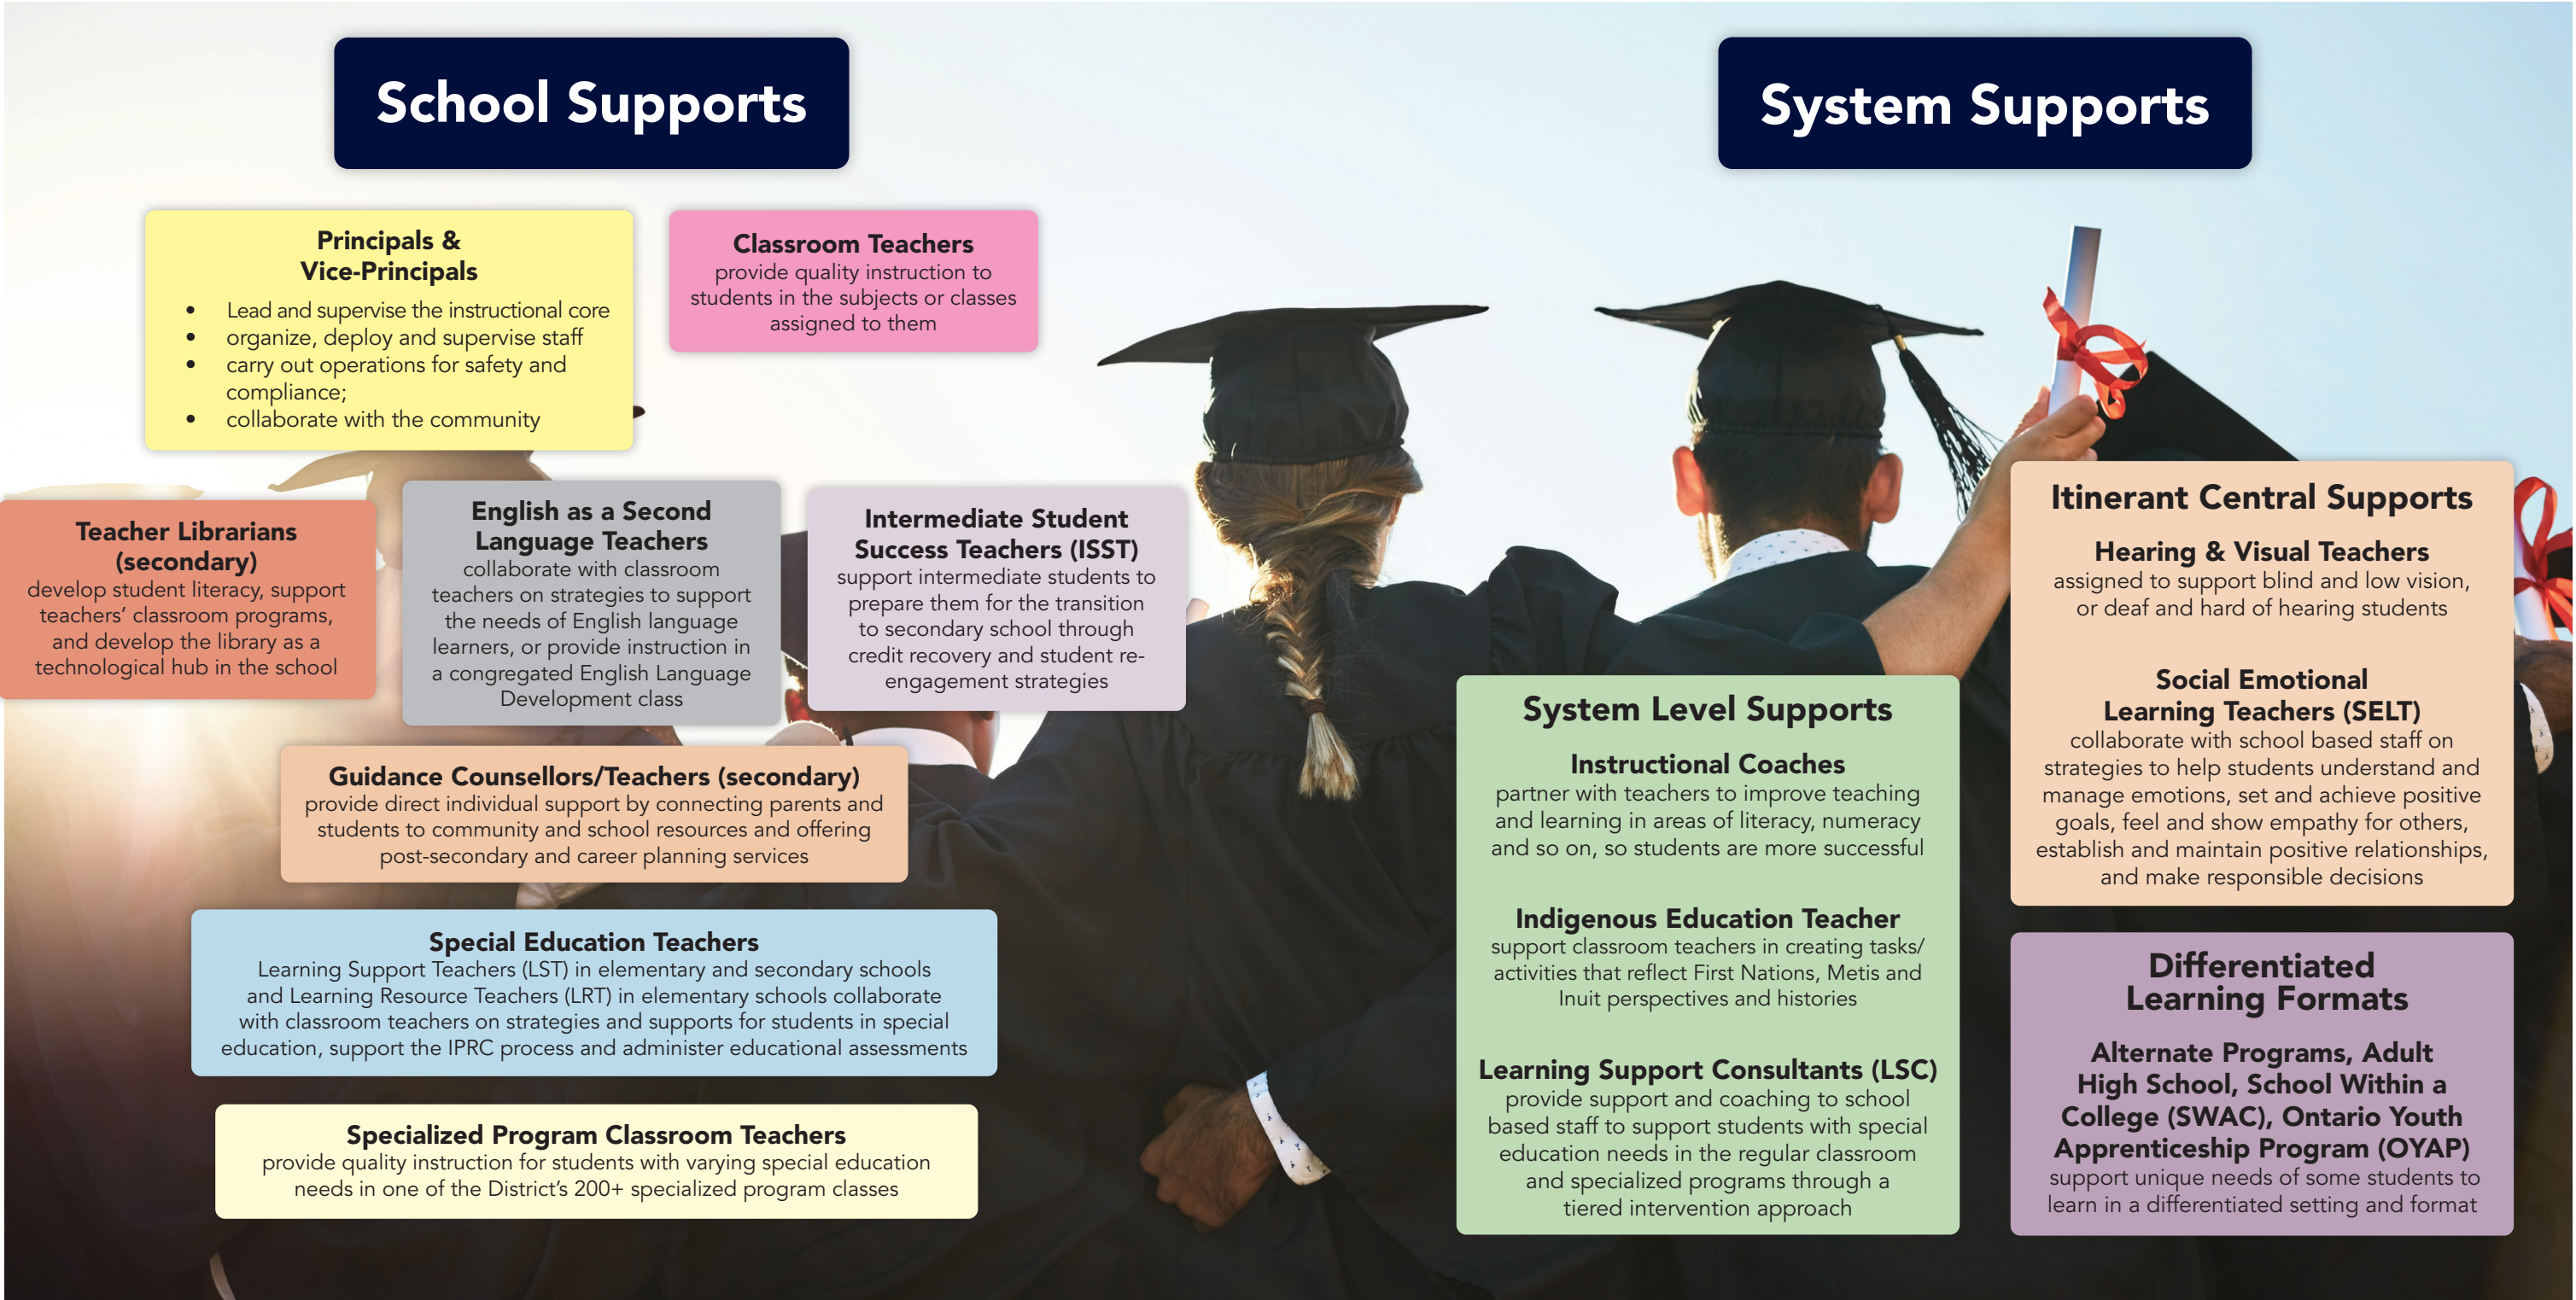 School Supports
Principals &
Vice-Principals
• Lead and supervise the instructional core
• organize, deploy and supervise staff
• carry out operations for safety and
compliance;
• collaborate with the community
Classroom Teachers
provide quality instruction to
students in the subjects or classes
assigned to them
Teacher Librarians
(secondary)
develop student literacy, support
teachers’ classroom programs,
and develop the library as a
technological hub in the school
English as a Second
Language Teachers
collaborate with classroom
teachers on strategies to support
the needs of English language
learners, or provide instruction in
a congregated English Language
Development class
Intermediate Student
Success Teachers (ISST)
support intermediate students to
prepare them for the transition
to secondary school through
credit recovery and student re-
engagement strategies
Guidance Counsellors/Teachers (secondary)
provide direct individual support by connecting parents and
students to community and school resources and offering
post-secondary and career planning services
Special Education Teachers
Learning Support Teachers (LST) in elementary and secondary schools
and Learning Resource Teachers (LRT) in elementary schools collaborate
with classroom teachers on strategies and supports for students in special
education, support the IPRC process and administer educational assessments
Specialized Program Classroom Teachers
provide quality instruction for students with varying special education
needs in one of the District’s 200+ specialized program classes
System Supports
System Level Supports
Instructional Coaches
partner with teachers to improve teaching
and learning in areas of literacy, numeracy
and so on, so students are more successful
Indigenous Education Teacher
support classroom teachers in creating tasks/
activities that reflect First Nations, Metis and
Inuit perspectives and histories
Learning Support Consultants (LSC)
provide support and coaching to school
based staff to support students with special
education needs in the regular classroom
and specialized programs through a
tiered intervention approach
Itinerant Central Supports
Hearing & Visual Teachers
assigned to support blind and low vision,
or deaf and hard of hearing students
Social Emotional
Learning Teachers (SELT)
collaborate with school based staff on
strategies to help students understand and
manage emotions, set and achieve positive
goals, feel and show empathy for others,
establish and maintain positive relationships,
and make responsible decisions
Differentiated
Learning Formats
Alternate Programs, Adult
High School, School Within a
College (SWAC), Ontario Youth
Apprenticeship Program (OYAP)
support unique needs of some students to
learn in a differentiated setting and format